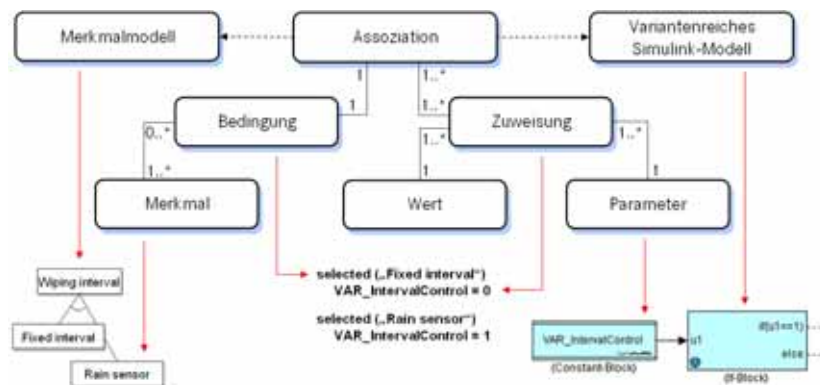 Merkmalmodell
Assoziation
Variantenreiches
Simulink-Modell
1
1..*
1
1..*
Bedingung
Zuweisung
0..*
1..*
1..*
1..*
1
1
Merkmal
Wert
Parameter
Wiping interval
Fixed interval
Rain sensor
selected („Fixed interval“)
VAR_IntervalControl = 0
selected („Rain sensor“)
VAR_IntervalControl = 1
VAR_IntervalControl
(Constant-Block)
u1
if(u1==1)
else
(If-Block)